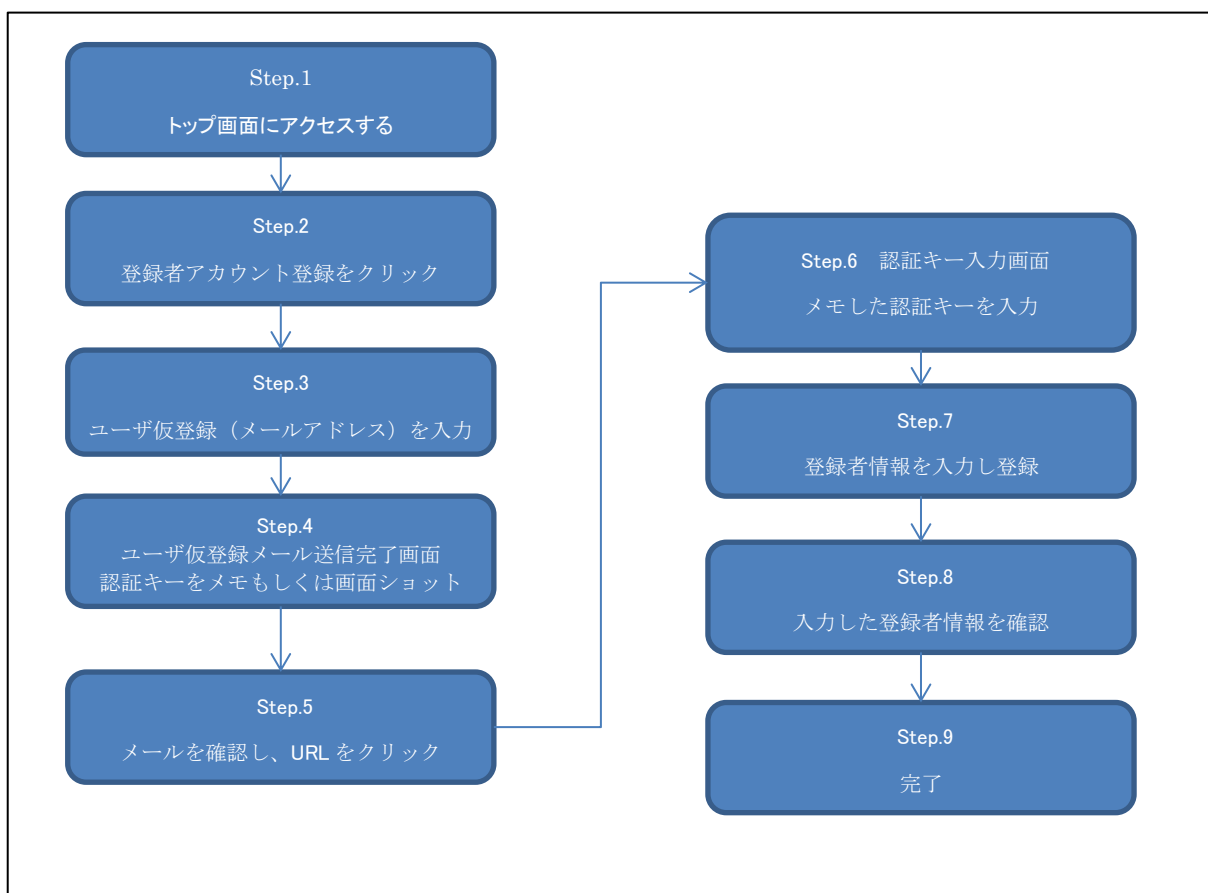 Step.1
トップ画面にアクセスする
Step.2
登録者アカウント登録をクリック
Step.3
ユーザ仮登録（メールアドレス）を入力
Step.4
ユーザ仮登録メール送信完了画面
認証キーをメモもしくは画面ショット
Step.5
メールを確認し、URL をクリック
Step.6　認証キー入力画面
メモした認証キーを入力
Step.7
登録者情報を入力し登録
Step.8
入力した登録者情報を確認
Step.9
完了